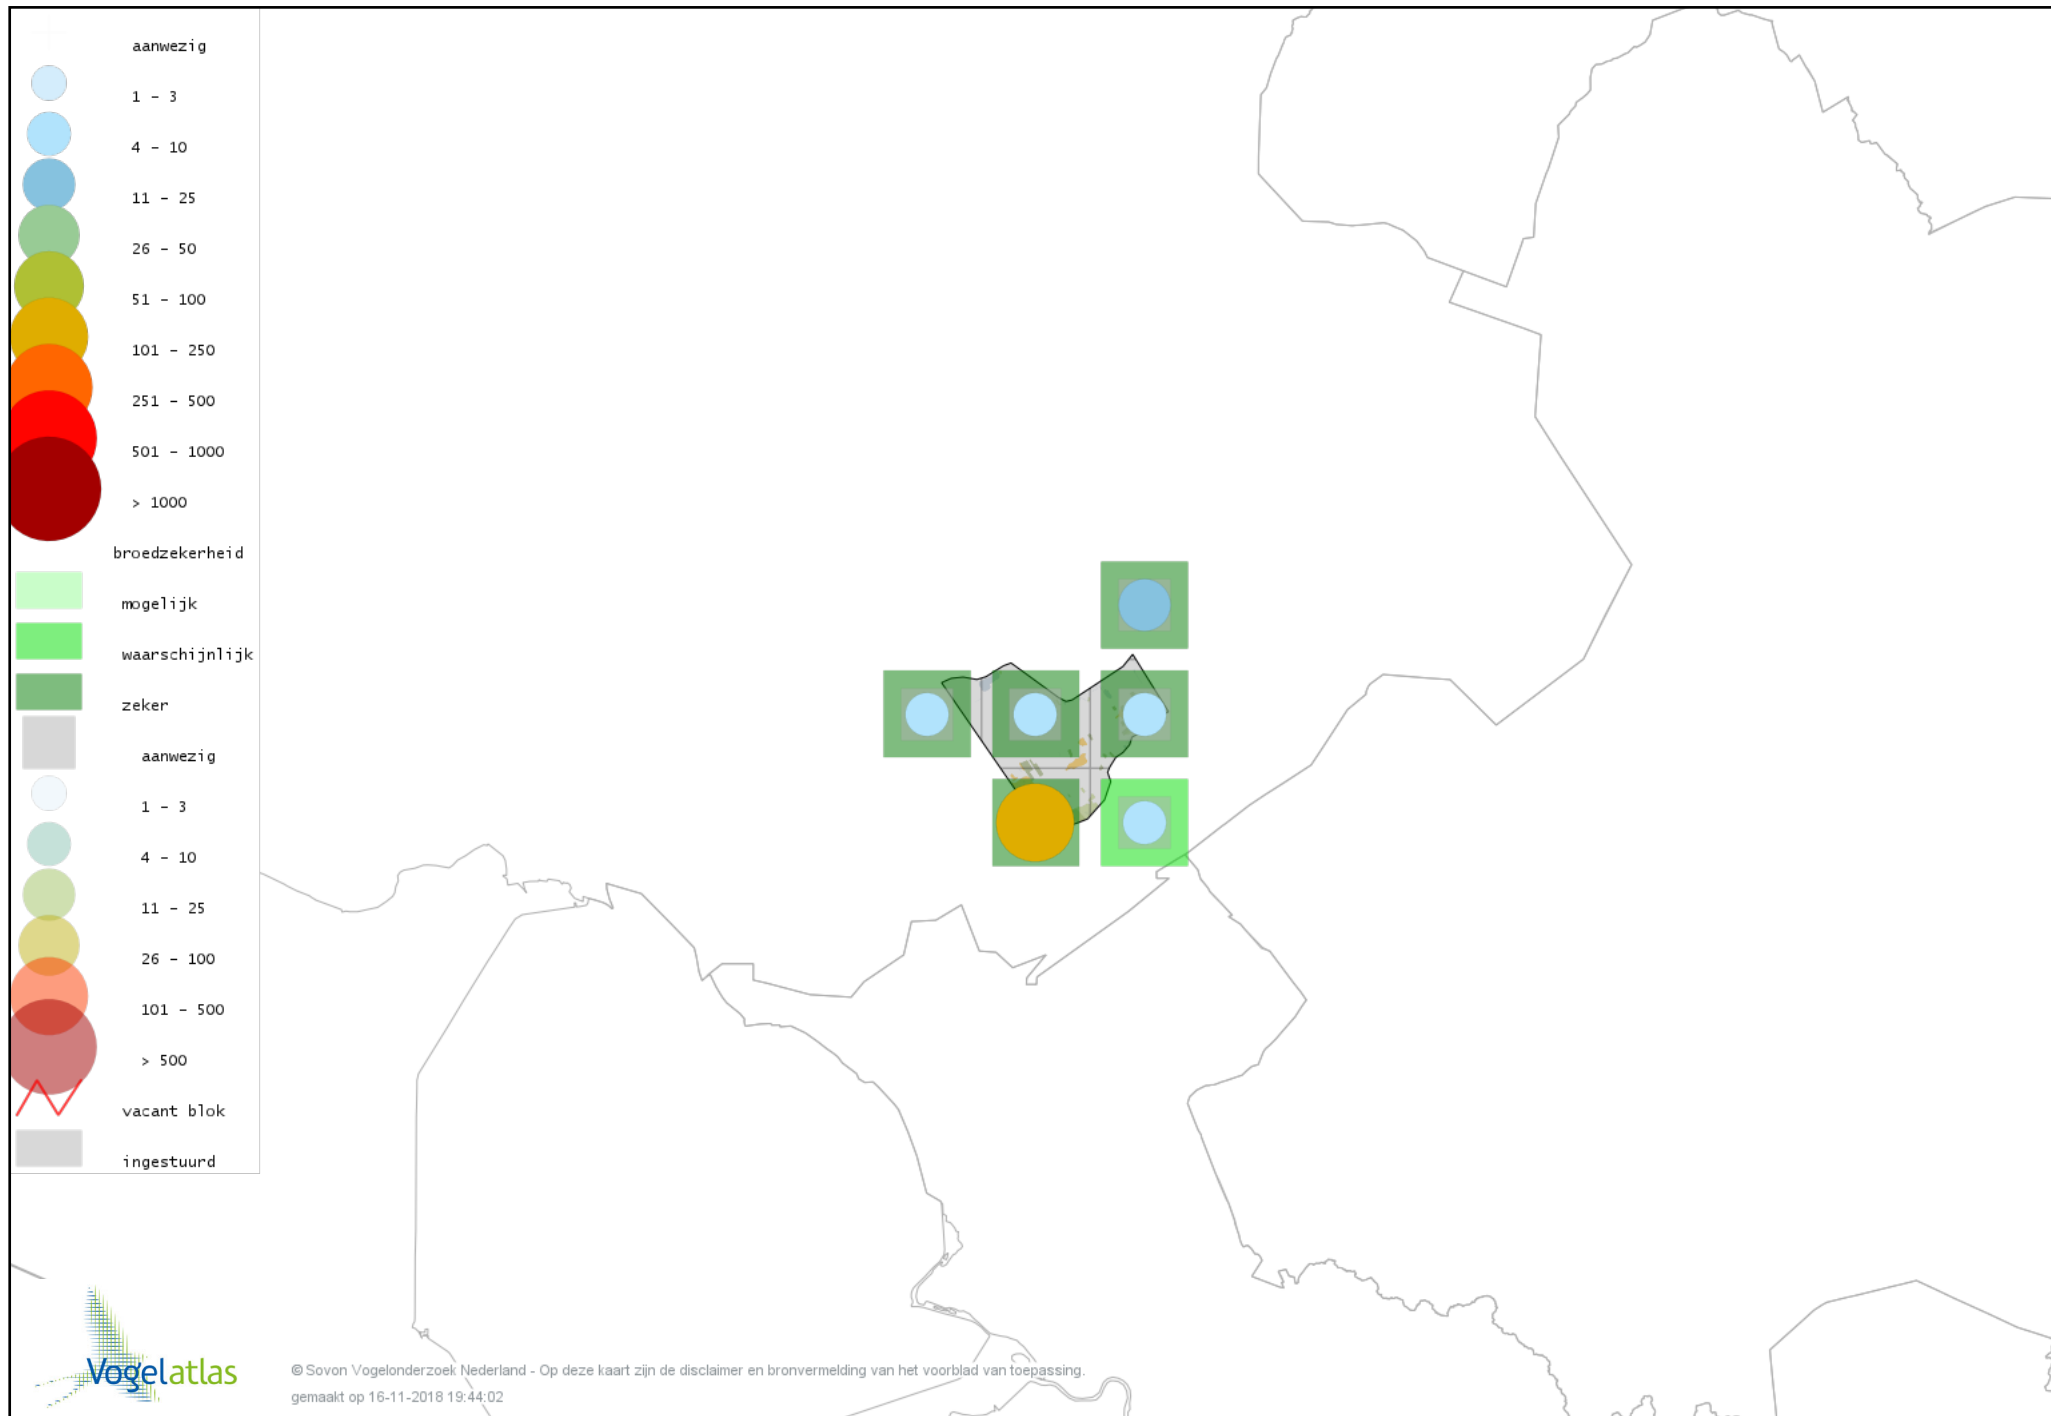 aanwezig
1 - 3
4 - 10
11 - 25
26 - 50
51 - 100
101 - 250
251 - 500
501 - 1000
> 1000
broedzekerheid
mogelijk
waarschijnlijk
zeker
aanwezig
1 - 3
4 - 10
11 - 25
26 - 100
101 - 500
> 500
vacant blok
ingestuurd
Vogelatlas
© Sovon Vogelonderzoek Nederland - Op deze kaart zijn de disclaimer en bronvermelding van het voorblad van toepassing.
gemaakt op 16-11-2018 19:44:02